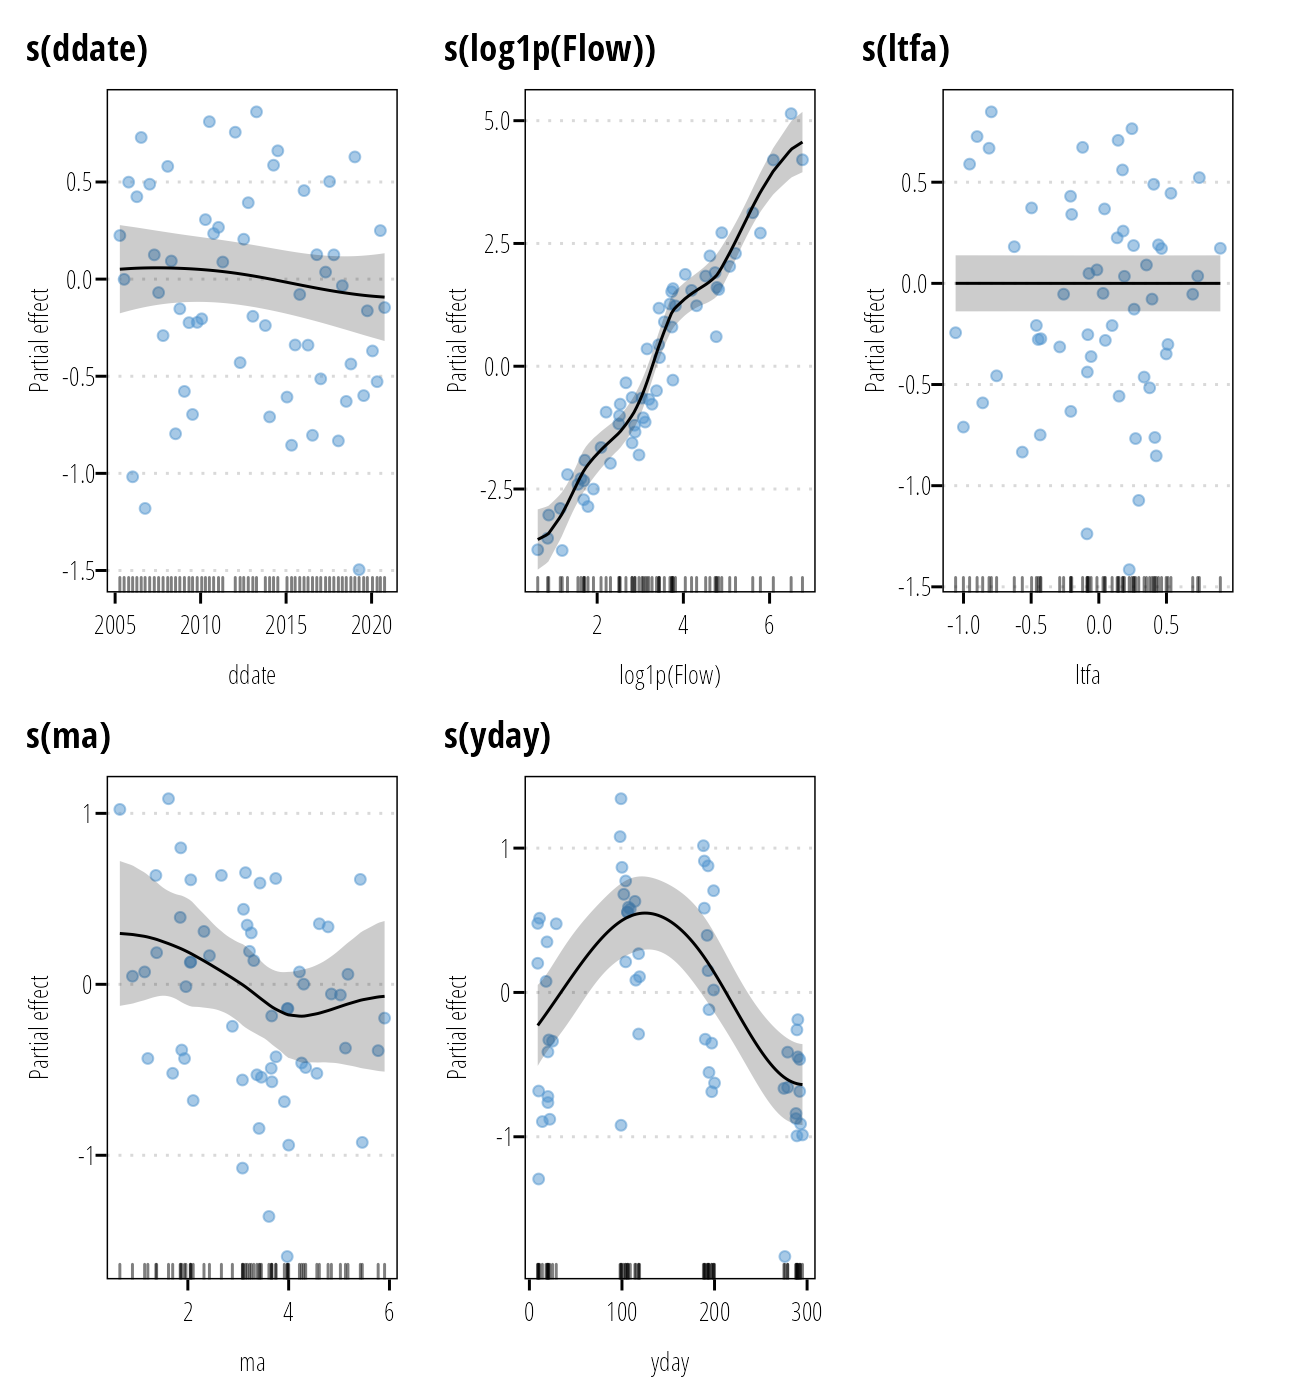 s(ddate)
s(log1p(Flow))
s(ltfa)
Partial effect
0.5
0.0
-0.5
-1.0
-1.5
2005 2010 2015 2020
ddate
Partial effect
5.0
2.5
0.0
-2.5
2 4 6
log1p(Flow)
Partial effect
0.5
0.0
-0.5
-1.0
-1.5
-1.0 -0.5 0.0 0.5
ltfa
s(ma)
s(yday)
Partial effect
1
0
-1
2 4 6
ma
Partial effect
1
0
-1
0 100 200 300
yday